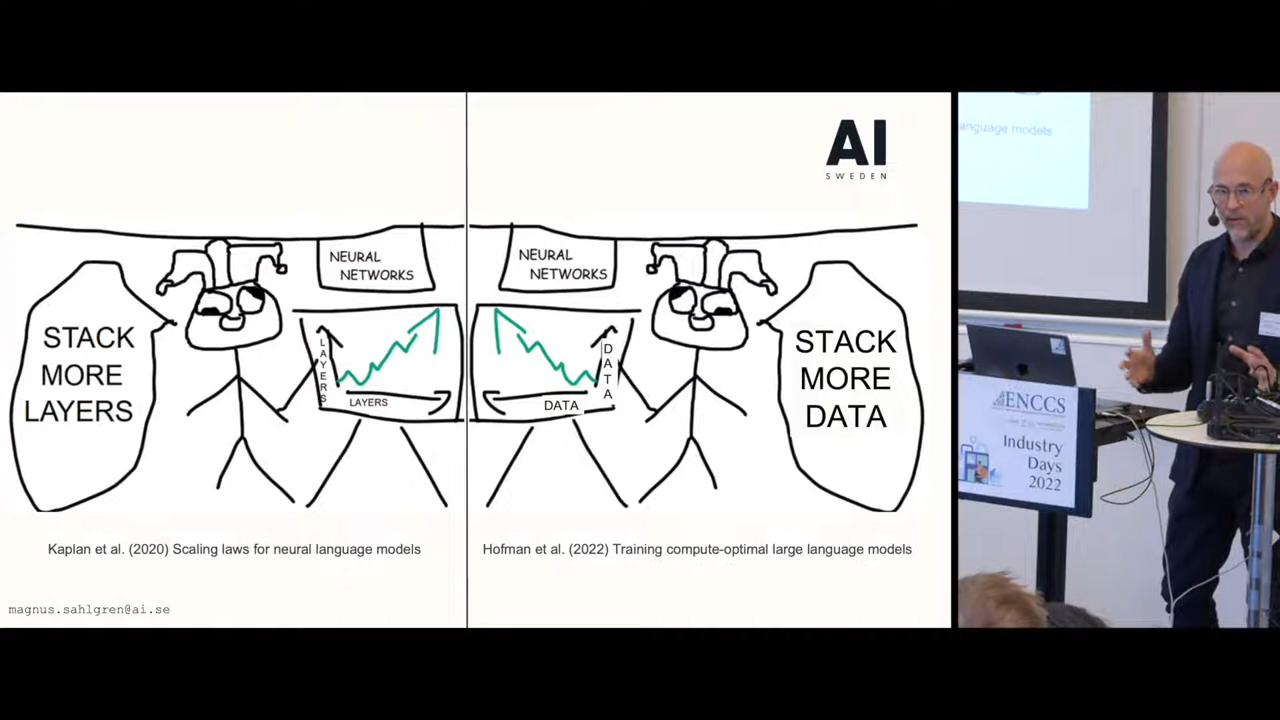 AI
SWEDEN
NEURAL
NETWORKS
STACK
MORE
LAYERS
LAYERS
LAYERS
NEURAL
NETWORKS
DATA
DATA
STACK
MORE
DATA
Kaplan et al. (2020) Scaling laws for neural language models
Hofman et al. (2022) Training compute-optimal large language models
magnus.sahlgren@ai.se
language models
ENCCS
Industry
Days
2022